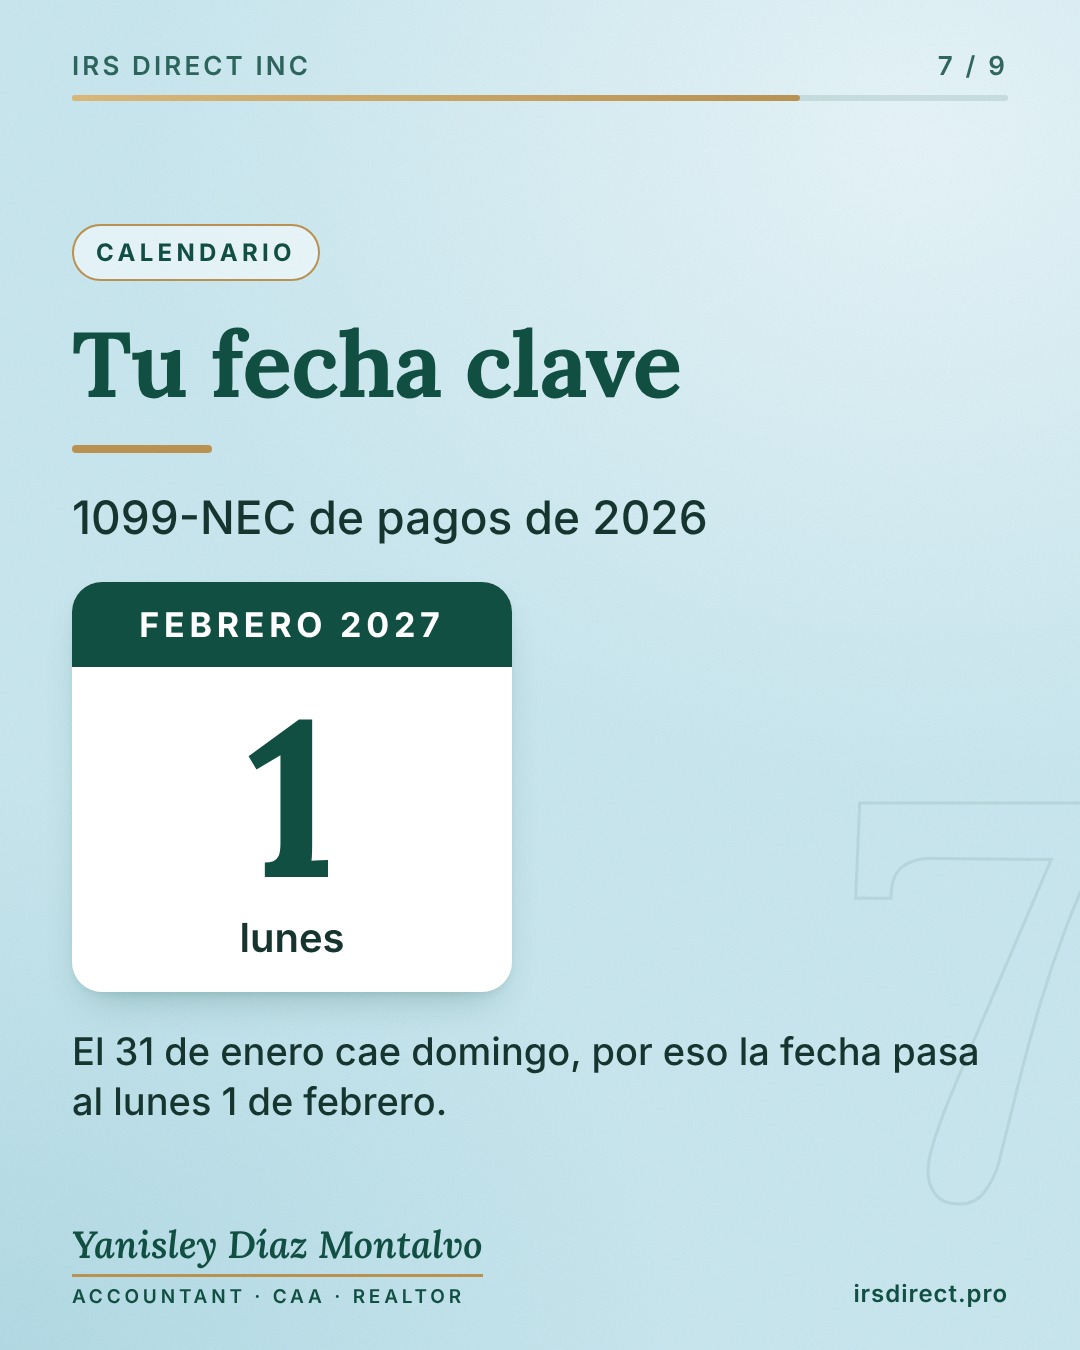 IRS DIRECT INC
7 / 9
CALENDARIO
Tu fecha clave
1099-NEC de pagos de 2026
FEBRERO 2027
1
lunes
El 31 de enero cae domingo, por eso la fecha pasa
al lunes 1 de febrero.
7
Yanisley Díaz Montalvo
ACCOUNTANT · CAA · REALTOR
irsdirect.pro